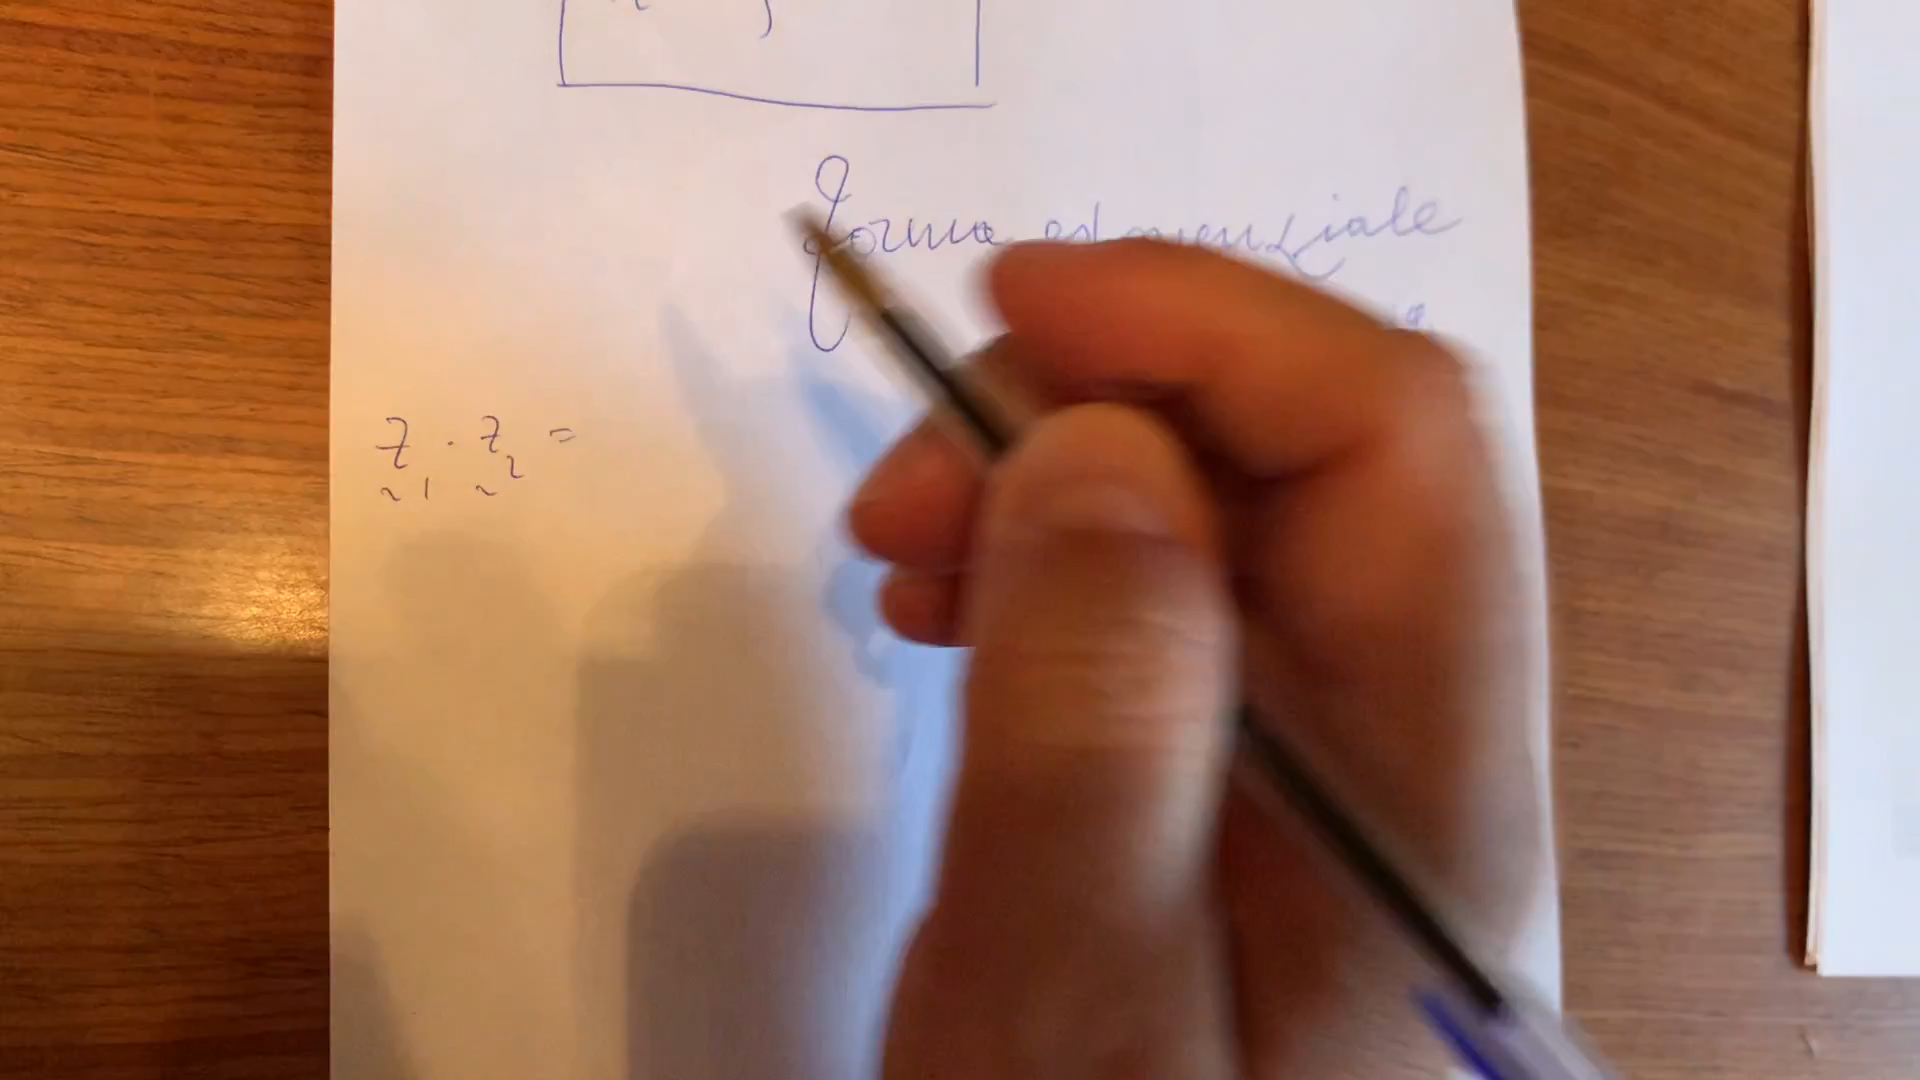 forma esponenziale
z₁ · z₂ =